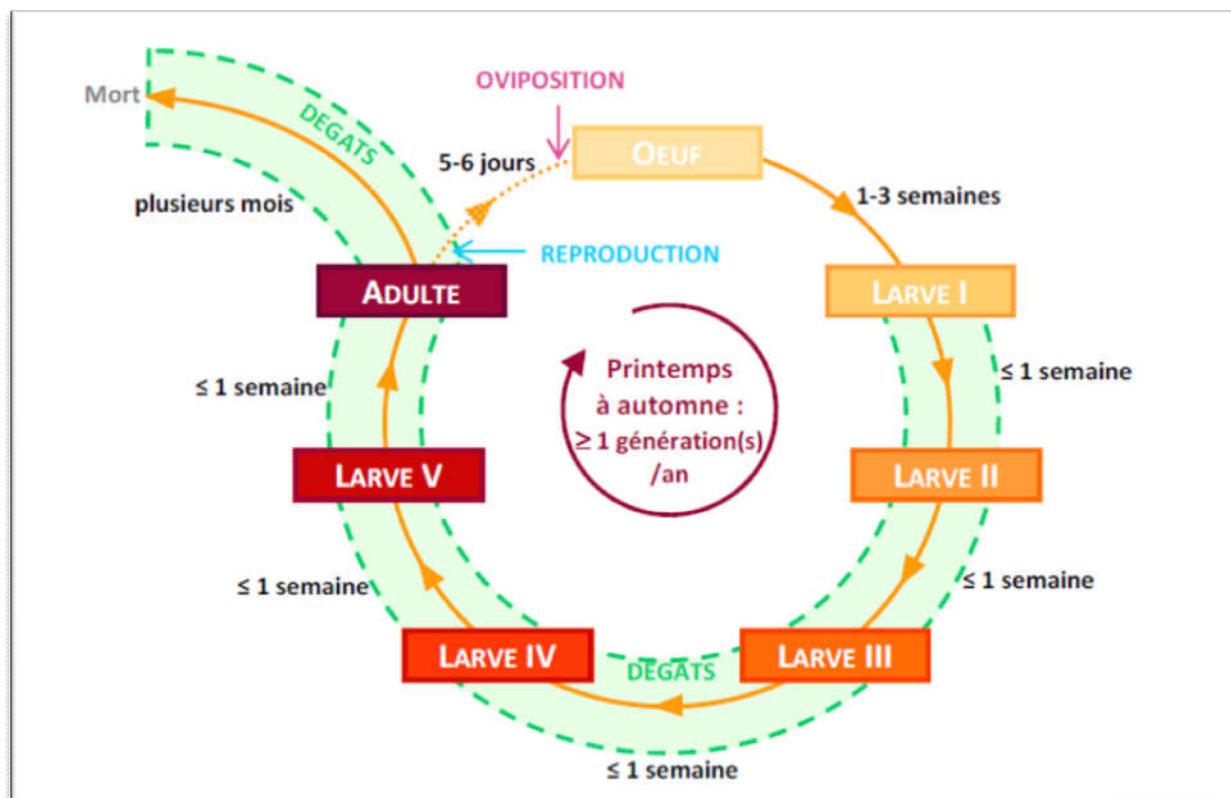 OVIPOSITION
Mort
DEGATS
5-6 jours
OEUF
1-3 semaines
plusieurs mois
REPRODUCTION
ADULTE
LARVE I
Printemps
à automne :
≥ 1 génération(s)
/an
≤ 1 semaine
≤ 1 semaine
LARVE V
LARVE II
≤ 1 semaine
≤ 1 semaine
LARVE IV
DEGATS
LARVE III
≤ 1 semaine